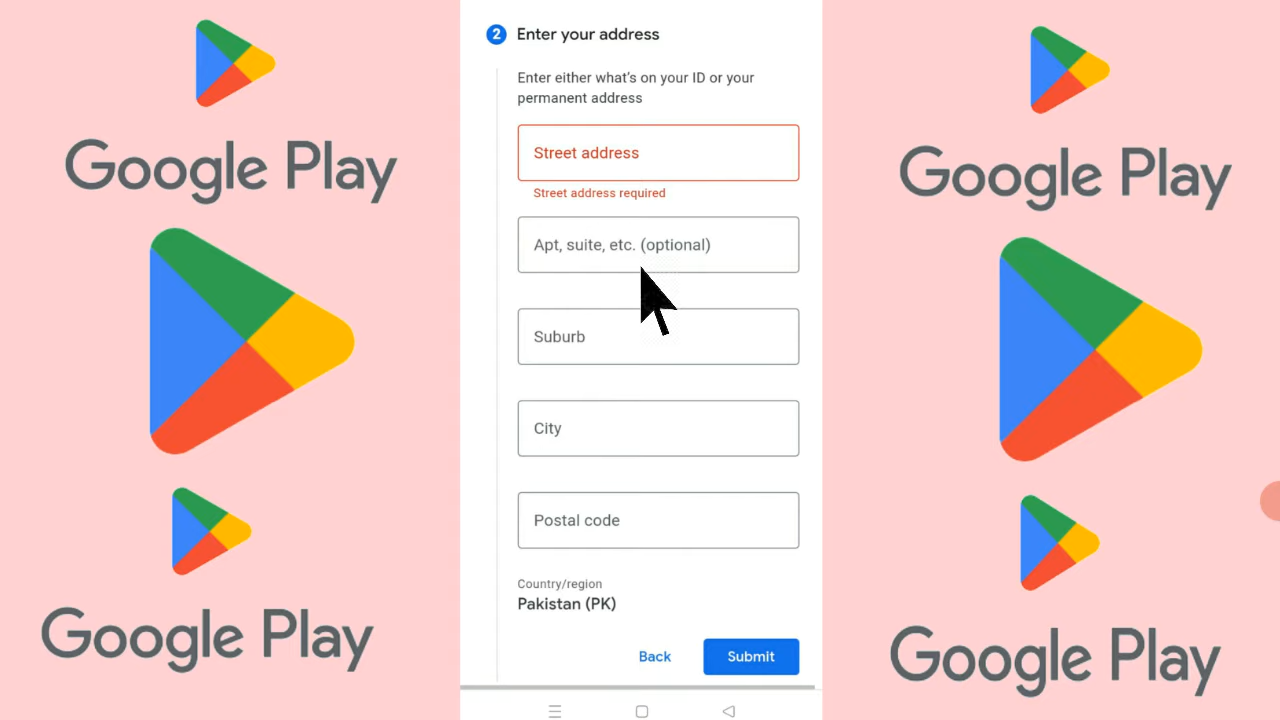 Google Play
Google Play
Google Play
Google Play
2 Enter your address
Enter either what's on your ID or your
permanent address
Street address
Street address required
Apt, suite, etc. (optional)
Suburb
City
Postal code
Country/region
Pakistan (PK)
Back
Submit